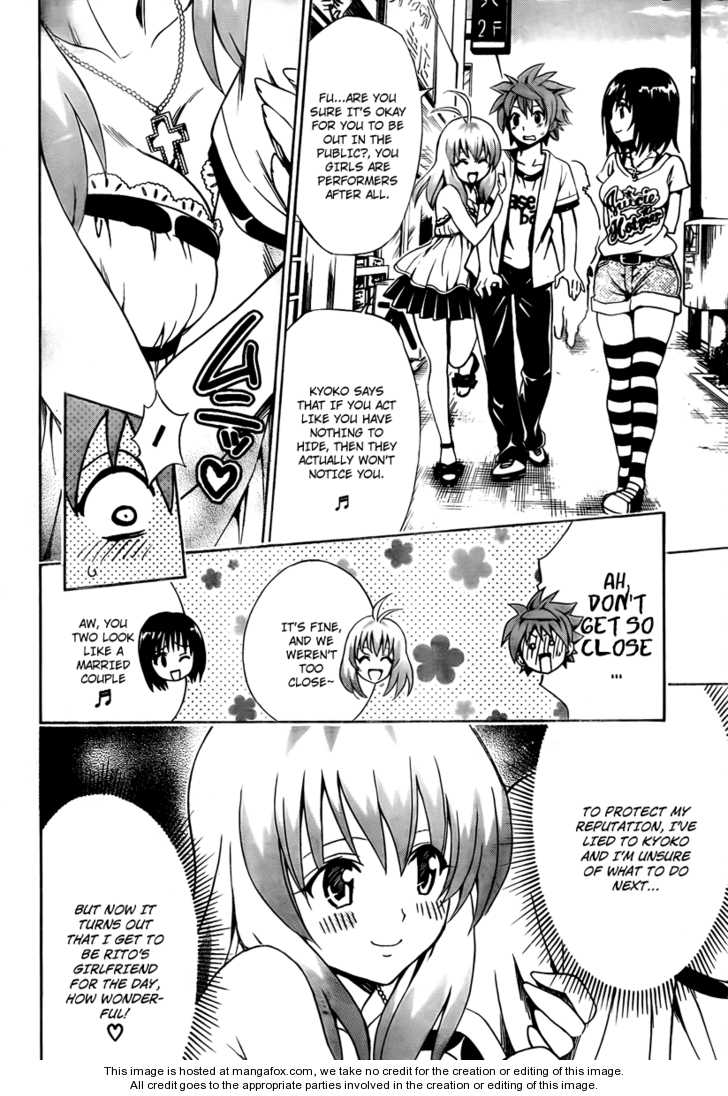 FU...ARE YOU
SURE IT'S OKAY
FOR YOU TO BE
OUT IN THE
PUBLIC?, YOU
GIRLS ARE
PERFORMERS
AFTER ALL.
2F
ase
ba
KYOKO SAYS
THAT IF YOU ACT
LIKE YOU HAVE
NOTHING TO
HIDE, THEN THEY
ACTUALLY WON'T
NOTICE YOU.
♬
ムニッ♡
AH,
DON'T
GET SO
CLOSE
...
IT'S FINE,
AND WE
WEREN'T
TOO
CLOSE~
AW, YOU
TWO LOOK
LIKE A
MARRIED
COUPLE
♬
TO PROTECT MY
REPUTATION, I'VE
LIED TO KYOKO
AND I'M UNSURE
OF WHAT TO DO
NEXT...
BUT NOW IT
TURNS OUT
THAT I GET TO
BE RITO'S
GIRLFRIEND
FOR THE DAY,
HOW WONDER-
FUL!
♡
This image is hosted at mangafox.com, we take no credit for the creation or editing of this image.
All credit goes to the appropriate parties involved in the creation or editing of this image.